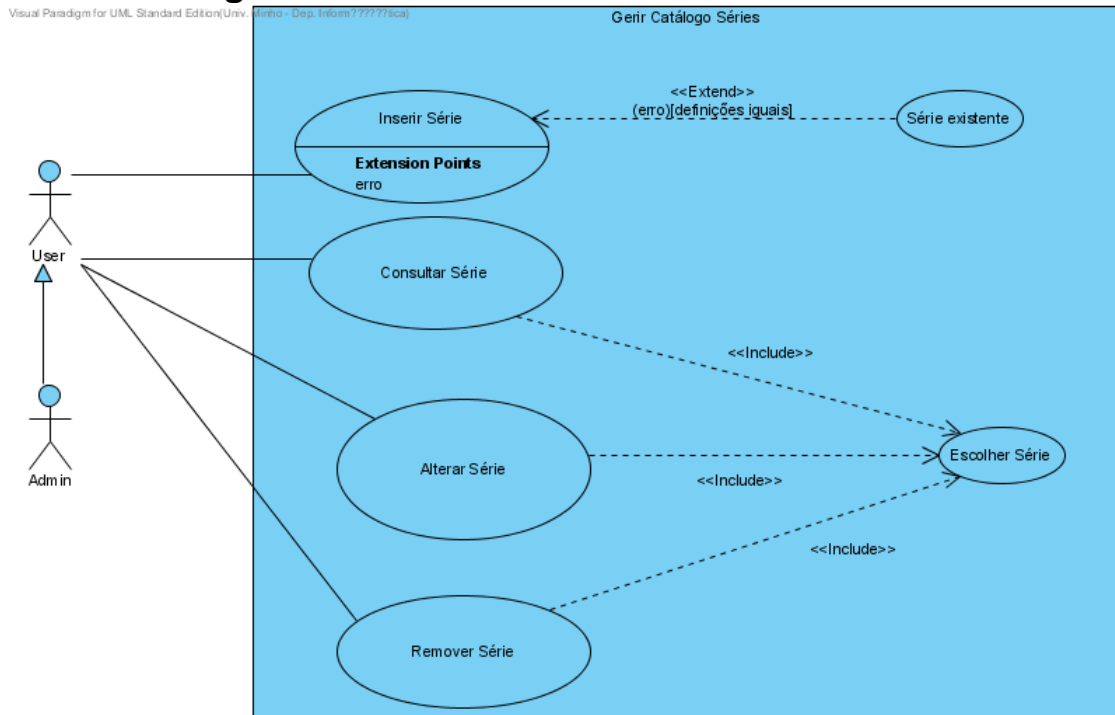 Visual Paradigm for UML Standard Edition(Univ. Minho - Dep. Inform??????tica)
Gerir Catálogo Séries
<<Extend>>
(erro)[definições iguais]
Inserir Série
Série existente
Extension Points
erro
User
Consultar Série
<<Include>>
Alterar Série
Escolher Série
<<Include>>
Admin
<<Include>>
Remover Série